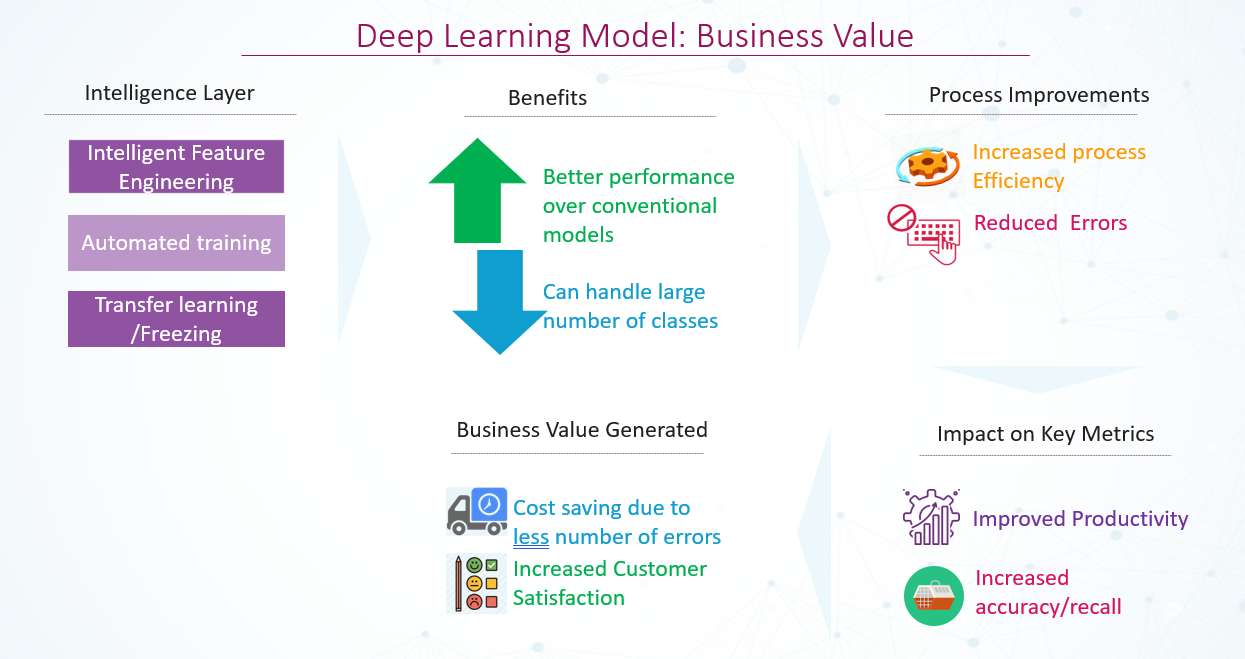 Deep Learning Model: Business Value
Intelligence Layer
Intelligent Feature
Engineering
Automated training
Transfer learning
/Freezing
Benefits
Better performance
over conventional
models
Can handle large
number of classes
Process Improvements
Increased process
Efficiency
Reduced  Errors
Impact on Key Metrics
Improved Productivity
Increased
accuracy/recall
Business Value Generated
Cost saving due to
less number of errors
Increased Customer
Satisfaction